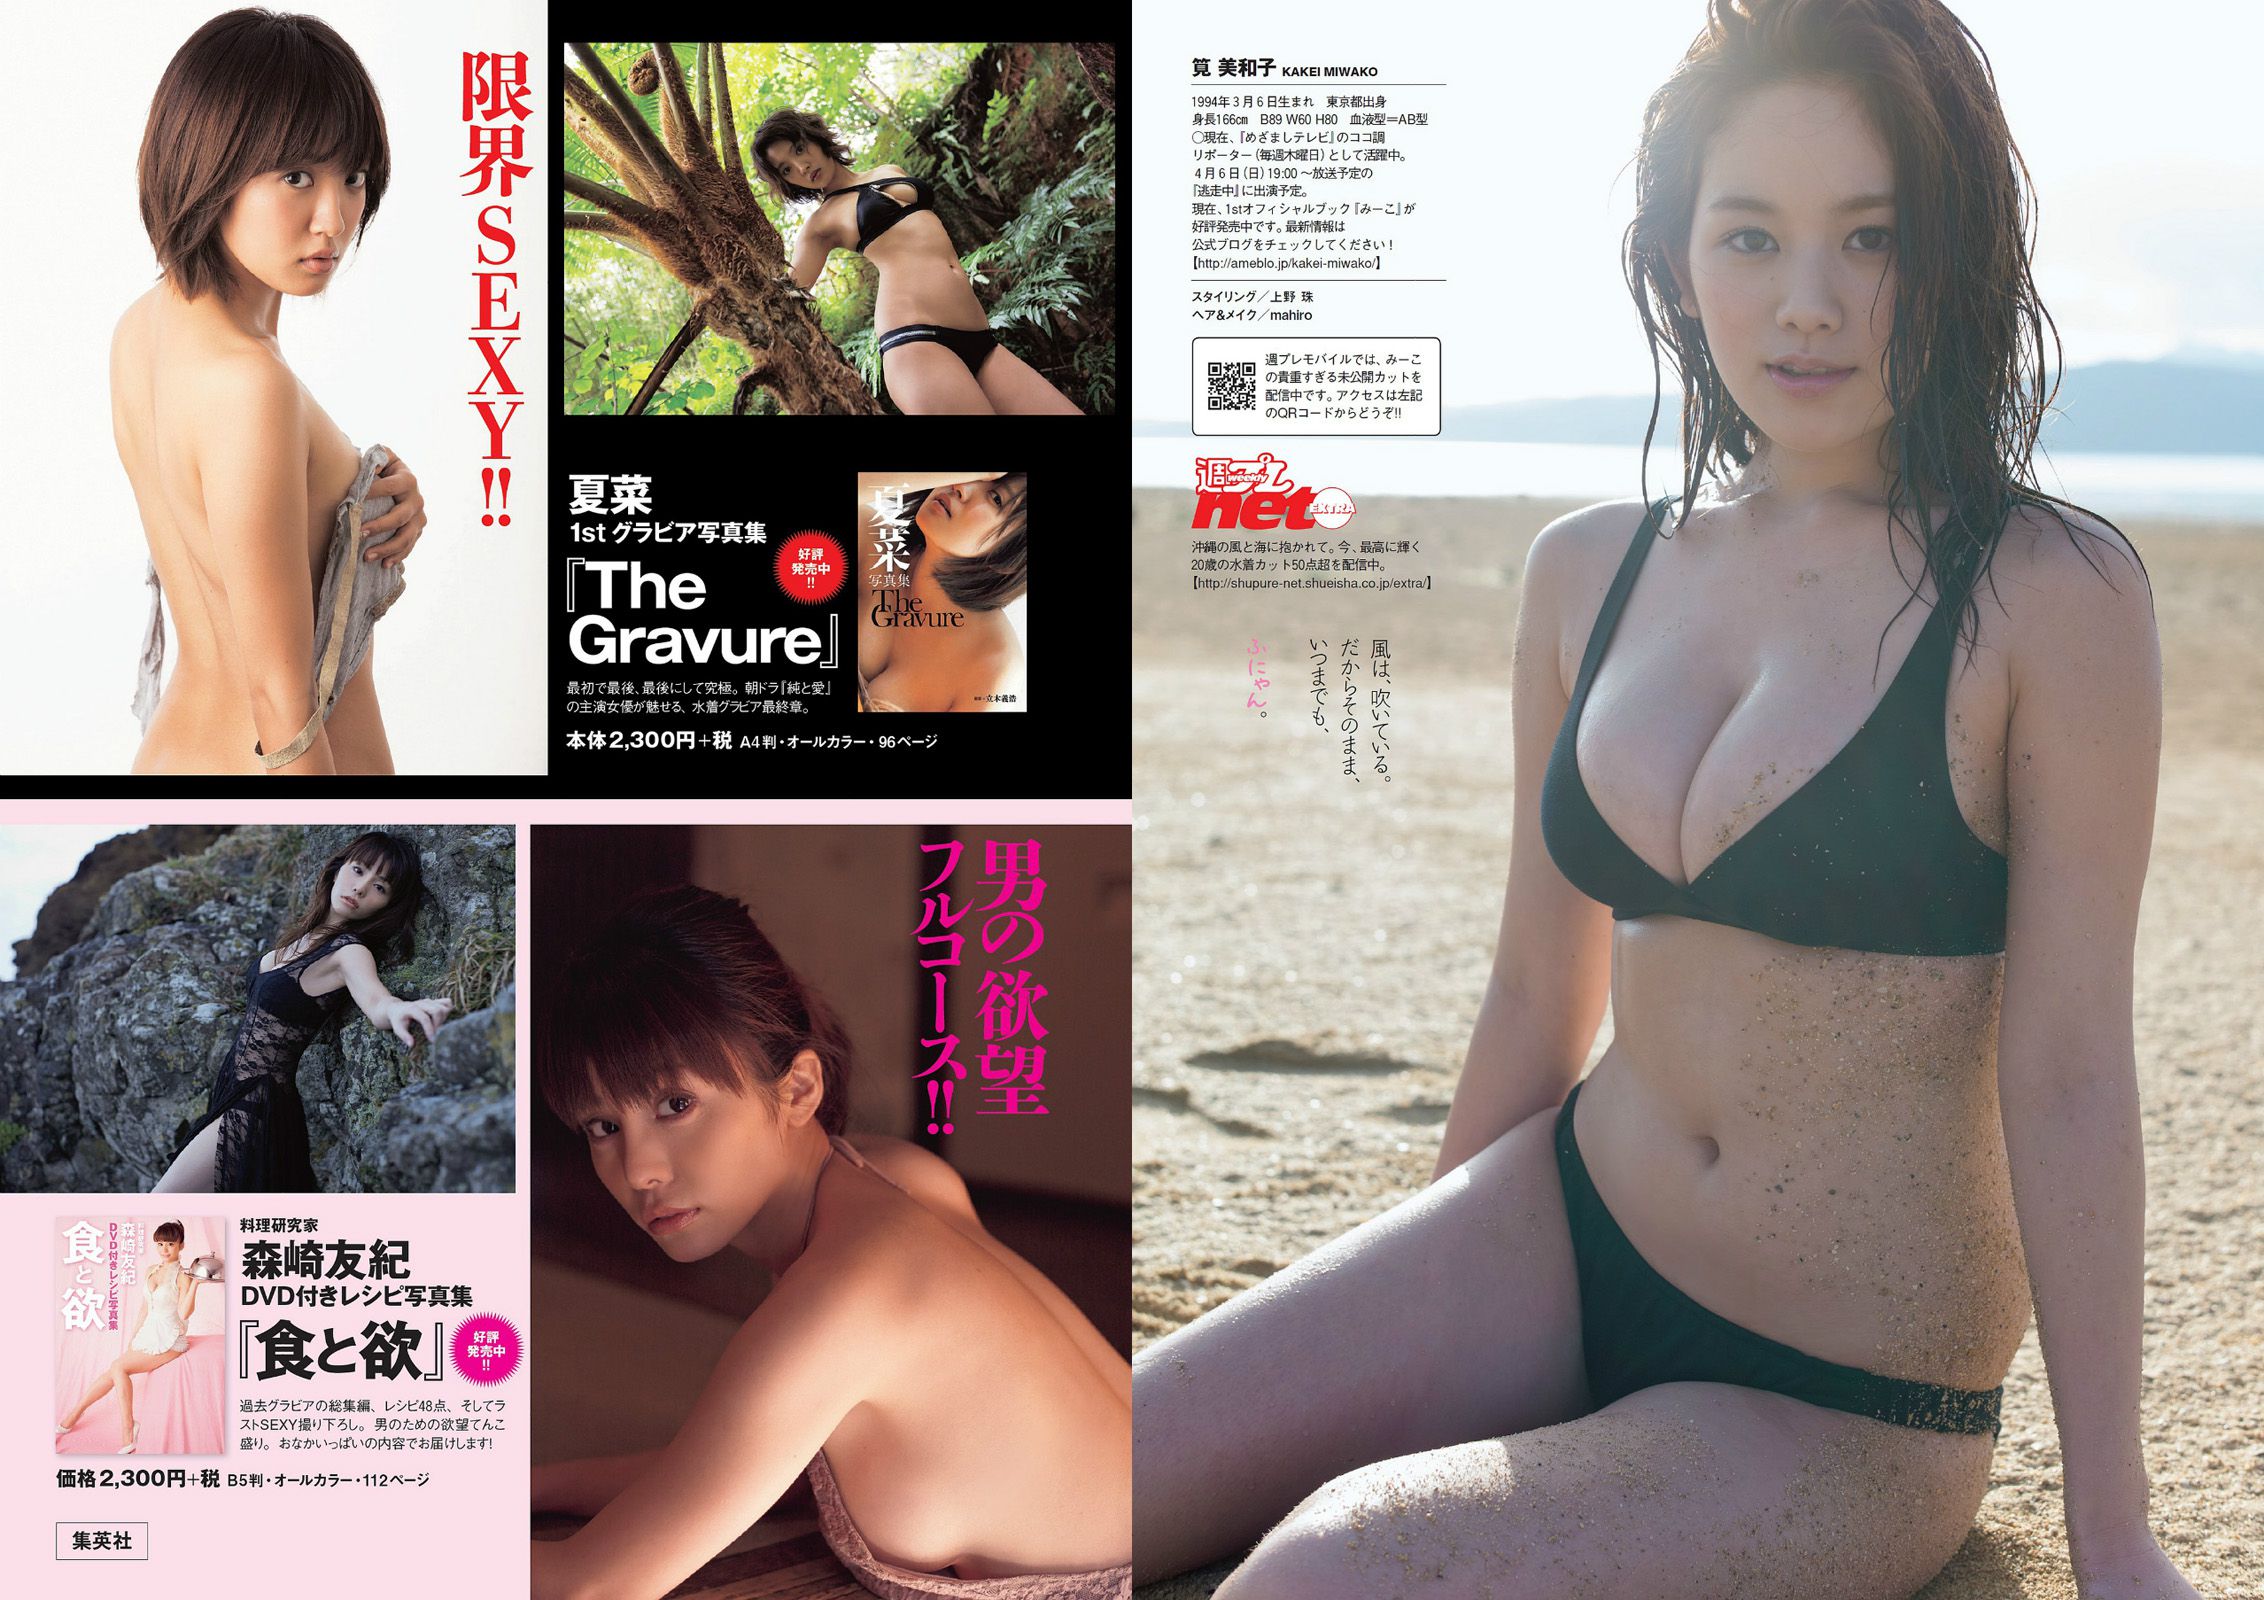 限界SEXY!!
夏菜
1st グラビア写真集
『The
Gravure』
好評
発売中
!!
最初で最後、最後にして究極。朝ドラ『純と愛』
の主演女優が魅せる、水着グラビア最終章。
本体2,300円+税 A4判・オールカラー・96ページ
夏菜
写真集
The
Gravure
撮影・立木義浩
男の欲望
フルコース!!
料理研究家
森崎友紀
DVD付きレシピ写真集
『食と欲』
好評
発売中
!!
過去グラビアの総集編、レシピ48点、そしてラ
ストSEXY撮り下ろし。男のための欲望てんこ
盛り。おなかいっぱいの内容でお届けします!
価格2,300円+税 B5判・オールカラー・112ページ
集英社
食と欲
森崎友紀
DVD付きレシピ写真集
筧 美和子 KAKEI MIWAKO
1994年3月6日生まれ 東京都出身
身長166㎝ B89 W60 H80 血液型＝AB型
○現在、『めざましテレビ』のココ調
リポーター（毎週木曜日）として活躍中。
4月6日（日）19:00～放送予定の
『逃走中』に出演予定。
現在、1stオフィシャルブック『みーこ』が
好評発売中です。最新情報は
公式ブログをチェックしてください！
【http://ameblo.jp/kakei-miwako/】
スタイリング／上野 珠
ヘア&メイク／mahiro
週プレモバイルでは、みーこ
の貴重すぎる未公開カットを
配信中です。アクセスは左記
のQRコードからどうぞ!!
週プレ
weekly
net
EXTRA
沖縄の風と海に抱かれて。今、最高に輝く
20歳の水着カット50点超を配信中。
【http://shupure-net.shueisha.co.jp/extra/】
風は、吹いている。
だからそのまま、
いつまでも、
ふにゃん。